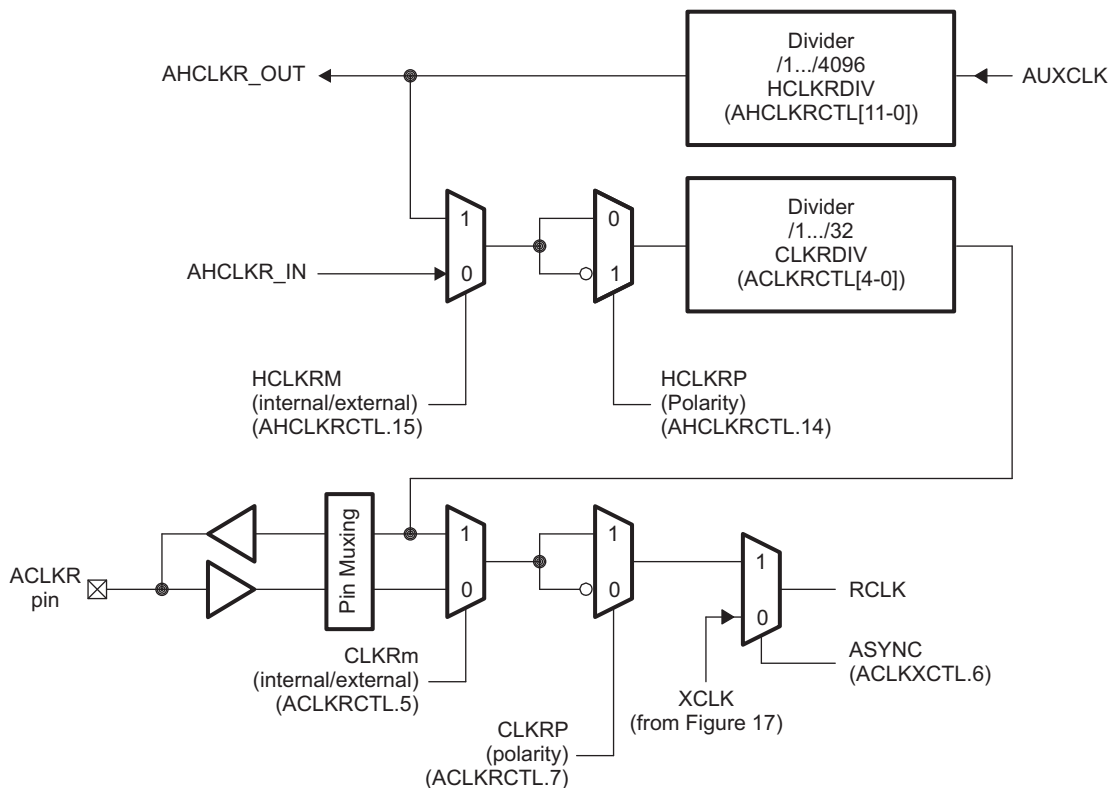 Divider
/1.../4096
HCLKRDIV
(AHCLKRCTL[11-0])
AHCLKR_OUT
AUXCLK
1
0
AHCLKR_IN
0
1
Divider
/1.../32
CLKRDIV
(ACLKRCTL[4-0])
HCLKRM
(internal/external)
(AHCLKRCTL.15)
HCLKRP
(Polarity)
(AHCLKRCTL.14)
ACLKR
pin
Pin Muxing
1
0
1
0
1
0
RCLK
CLKRm
(internal/external)
(ACLKRCTL.5)
CLKRP
(polarity)
(ACLKRCTL.7)
XCLK
(from Figure 17)
ASYNC
(ACLKXCTL.6)